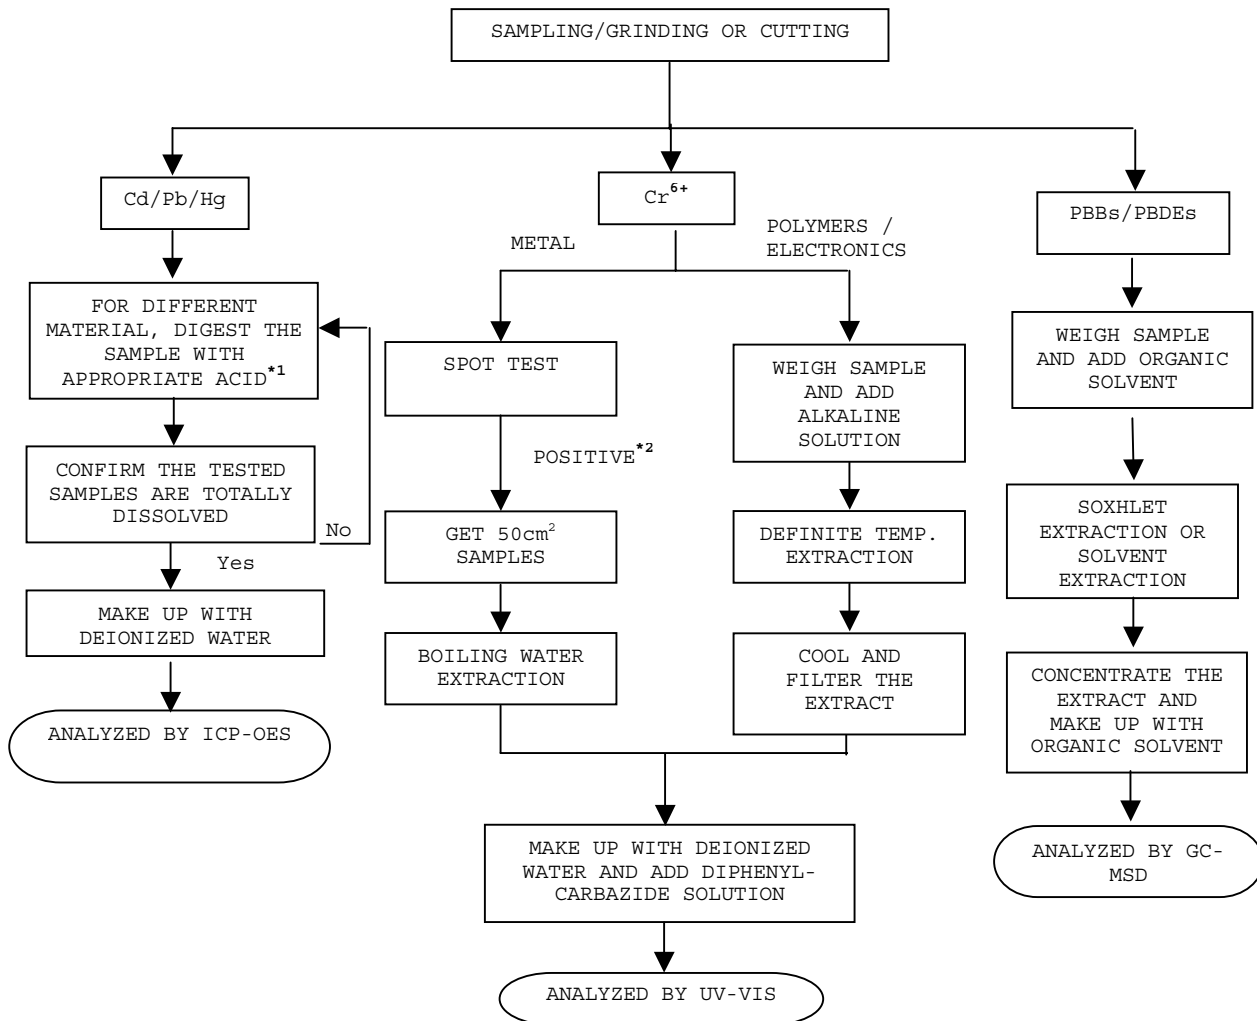 SAMPLING/GRINDING OR CUTTING
Cd/Pb/Hg
FOR DIFFERENT
MATERIAL, DIGEST THE
SAMPLE WITH
APPROPRIATE ACID*1
CONFIRM THE TESTED
SAMPLES ARE TOTALLY
DISSOLVED
No
Yes
MAKE UP WITH
DEIONIZED WATER
ANALYZED BY ICP-OES
Cr6+
METAL
POLYMERS /
ELECTRONICS
SPOT TEST
POSITIVE*2
GET 50cm2
SAMPLES
BOILING WATER
EXTRACTION
WEIGH SAMPLE
AND ADD
ALKALINE
SOLUTION
DEFINITE TEMP.
EXTRACTION
COOL AND
FILTER THE
EXTRACT
MAKE UP WITH DEIONIZED
WATER AND ADD DIPHENYL-
CARBAZIDE SOLUTION
ANALYZED BY UV-VIS
PBBs/PBDEs
WEIGH SAMPLE
AND ADD ORGANIC
SOLVENT
SOXHLET
EXTRACTION OR
SOLVENT
EXTRACTION
CONCENTRATE THE
EXTRACT AND
MAKE UP WITH
ORGANIC SOLVENT
ANALYZED BY GC-
MSD